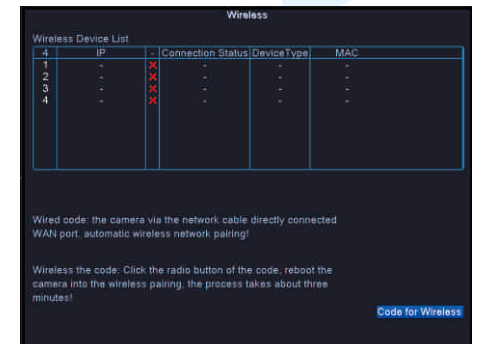 Wireless
Wireless Device List
4 IP - Connection Status DeviceType MAC
1 - × - - -
2 - × - - -
3 - × - - -
4 - × - - -
Wired code: the camera via the network cable directly connected
WAN port, automatic wireless network pairing!
Wireless the code: Click the radio button of the code, reboot the
camera into the wireless pairing, the process takes about three
minutes!
Code for Wireless